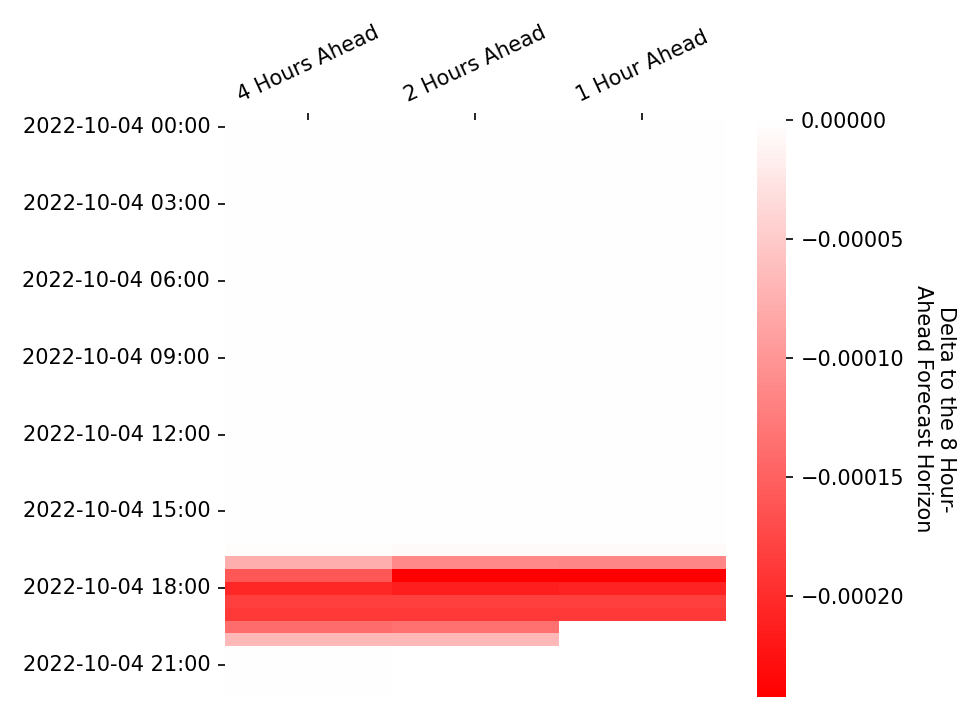 4 Hours Ahead
2 Hours Ahead
1 Hour Ahead
2022-10-04 00:00
2022-10-04 03:00
2022-10-04 06:00
2022-10-04 09:00
2022-10-04 12:00
2022-10-04 15:00
2022-10-04 18:00
2022-10-04 21:00
0.00000
−0.00005
−0.00010
−0.00015
−0.00020
Delta to the 8 Hour-
Ahead Forecast Horizon